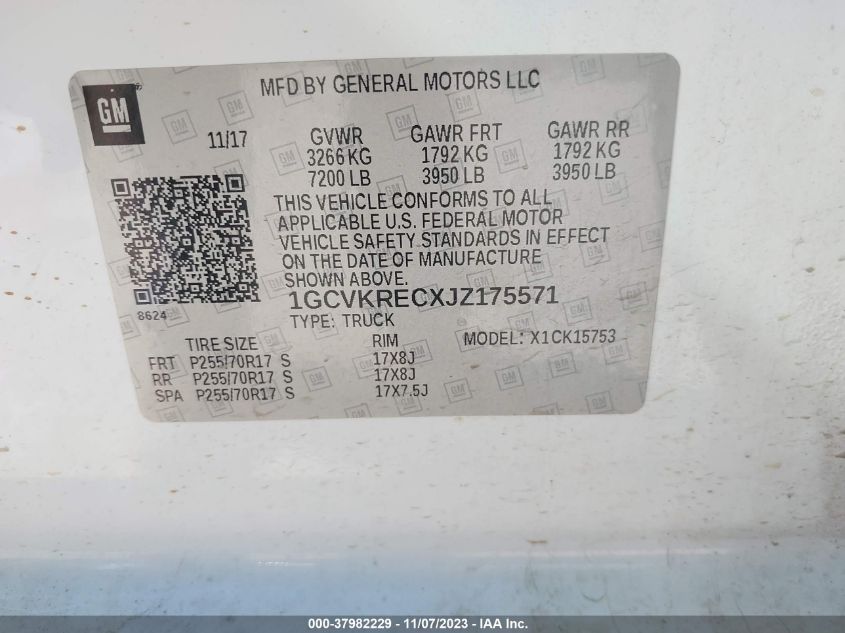 MFD BY GENERAL MOTORS LLC
GM
®
11/17
GVWR GAWR FRT GAWR RR
3266 KG 1792 KG 1792 KG
7200 LB 3950 LB 3950 LB
THIS VEHICLE CONFORMS TO ALL
APPLICABLE U.S. FEDERAL MOTOR
VEHICLE SAFETY STANDARDS IN EFFECT
ON THE DATE OF MANUFACTURE
SHOWN ABOVE.
1GCVKRECXJZ175571
8624
TYPE: TRUCK
TIRE SIZE RIM MODEL: X1CK15753
FRT P255/70R17 S 17X8J
RR P255/70R17 S 17X8J
SPA P255/70R17 S 17X7.5J
000-37982229 - 11/07/2023 - IAA Inc.